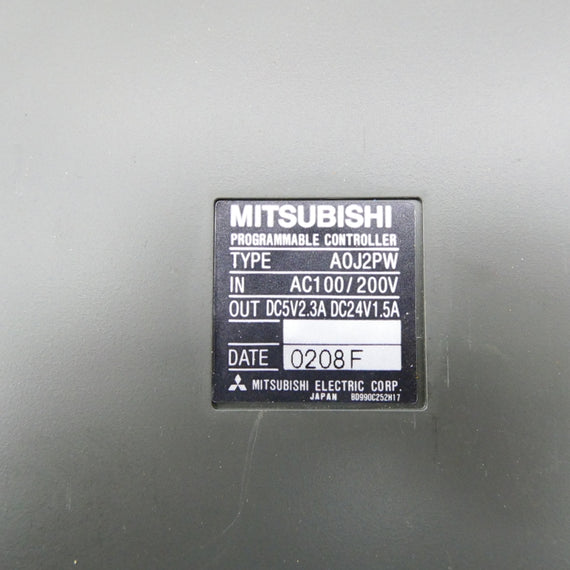 MITSUBISHI
PROGRAMMABLE CONTROLLER
TYPE A0J2PW
IN AC100/200V
OUT DC5V2.3A DC24V1.5A
DATE 0208F
MITSUBISHI ELECTRIC CORP.
JAPAN BD990C252H17